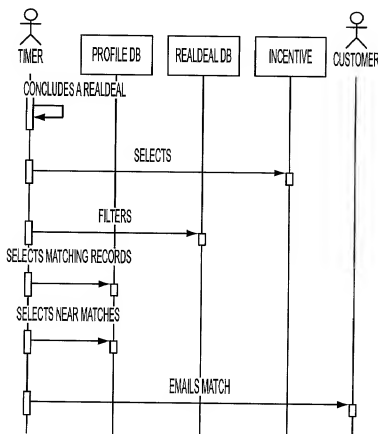 TIMER
PROFILE DB
REALDEAL DB
INCENTIVE
CUSTOMER
CONCLUDES A REALDEAL
SELECTS
FILTERS
SELECTS MATCHING RECORDS
SELECTS NEAR MATCHES
EMAILS MATCH